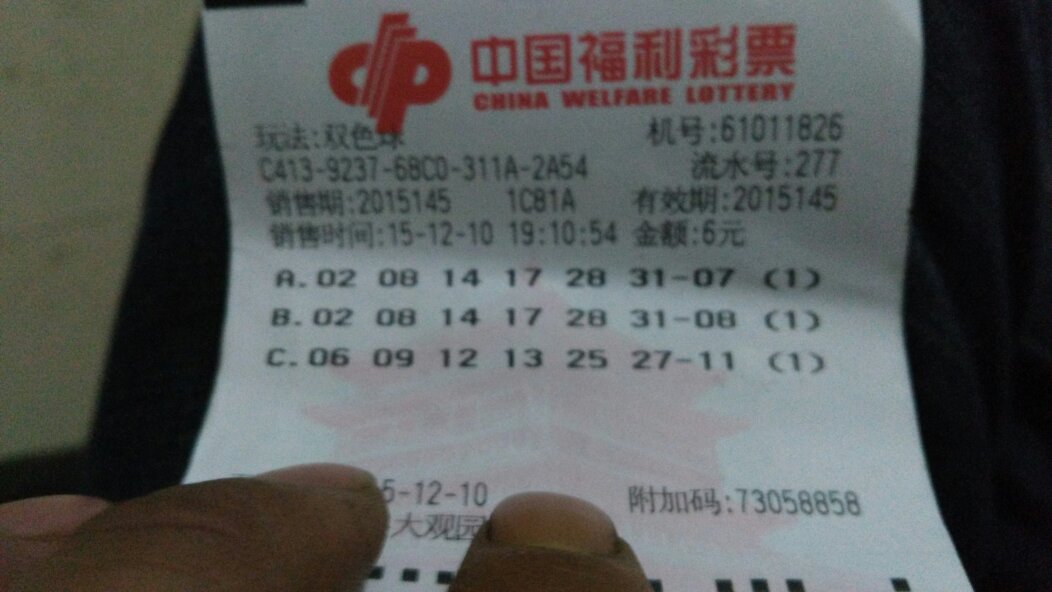 中国福利彩票
CHINA WELFARE LOTTERY
玩法:双色球 机号:61011826
C413-9237-68C0-311A-2A54 流水号:277
销售期:2015145 1C81A 有效期:2015145
销售时间:15-12-10 19:10:54 金额:6元
A.02 08 14 17 28 31-07 (1)
B.02 08 14 17 28 31-08 (1)
C.06 09 12 13 25 27-11 (1)
5-12-10 附加码:73058858
大观园